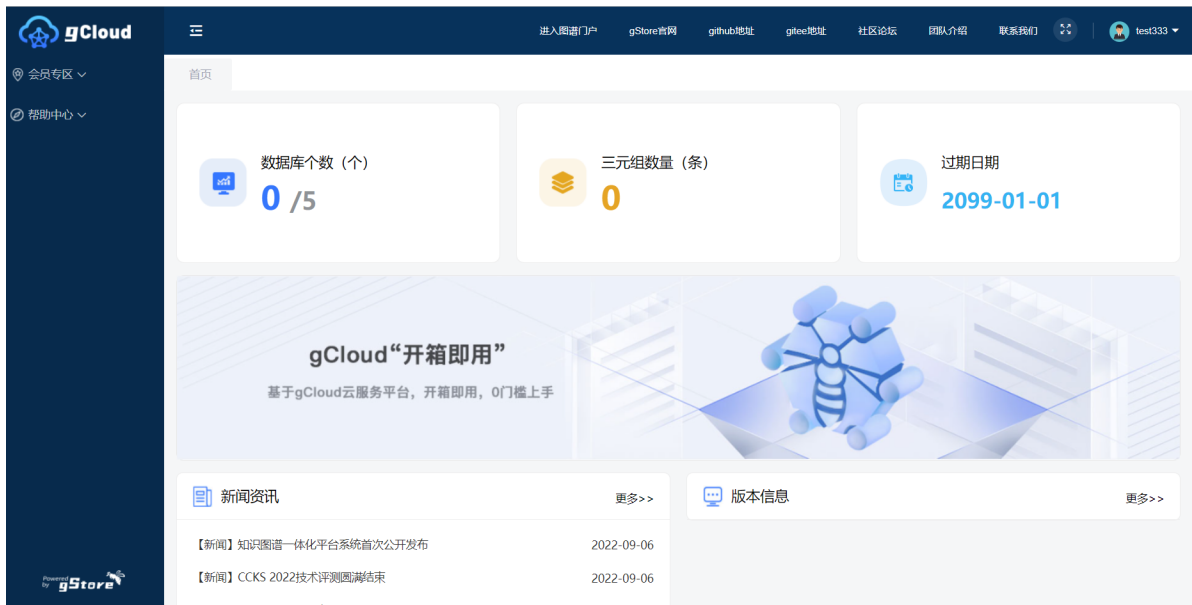 gCloud
进入图谱门户 gStore官网 github地址 gitee地址 社区论坛 团队介绍 联系我们 test333
会员专区
帮助中心
首页
数据库个数（个）
0 /5
三元组数量（条）
0
过期日期
2099-01-01
gCloud“开箱即用”
基于gCloud云服务平台，开箱即用，0门槛上手
新闻资讯 更多>>
【新闻】知识图谱一体化平台系统首次公开发布 2022-09-06
【新闻】CCKS 2022技术评测圆满结束 2022-09-06
版本信息 更多>>
Powered by gStore